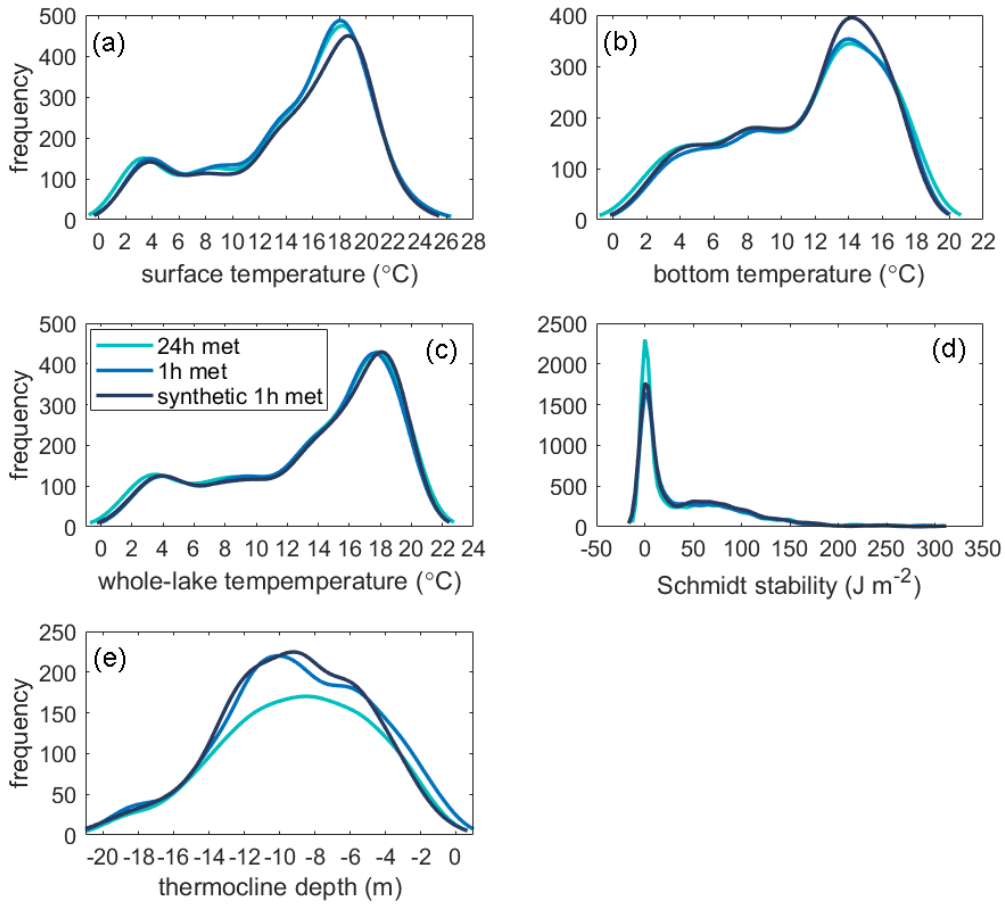 (a)
frequency
500
400
300
200
100
0
0 2 4 6 8 10 12 14 16 18 20 22 24 26 28
surface temperature (°C)
(b)
400
300
200
100
0
0 2 4 6 8 10 12 14 16 18 20 22
bottom temperature (°C)
(c)
24h met
1h met
synthetic 1h met
frequency
500
400
300
200
100
0
0 2 4 6 8 10 12 14 16 18 20 22 24
whole-lake tempemperature (°C)
(d)
2500
2000
1500
1000
500
0
-50 0 50 100 150 200 250 300 350
Schmidt stability (J m⁻²)
(e)
frequency
250
200
150
100
50
0
-20 -18 -16 -14 -12 -10 -8 -6 -4 -2 0
thermocline depth (m)